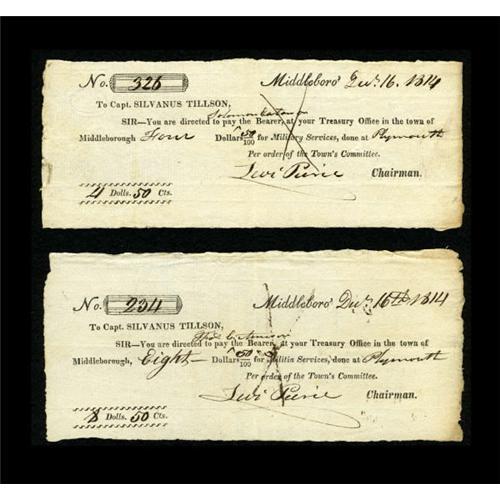 No. 326 Middleboro' Dec. 16. 1814
To Capt. SILVANUS TILLSON,
Solomon Eaton
SIR—You are directed to pay the Bearer, at your Treasury Office in the town of
Middleborough Four Dollars 50/100 for Military Services, done at Plymouth
Per order of the Town's Committee.
Levi Peirce Chairman.
4 Dolls. 50 Cts.
No. 234 Middleboro' Dec. 16th 1814
To Capt. SILVANUS TILLSON,
SIR—You are directed to pay the Bearer, at your Treasury Office in the town of
Middleborough, Eight— Dollars 50/100 for Militia Services, done at Plymouth
Per order of the Town's Committee.
Levi Peirce Chairman.
8 Dolls. 50 Cts.